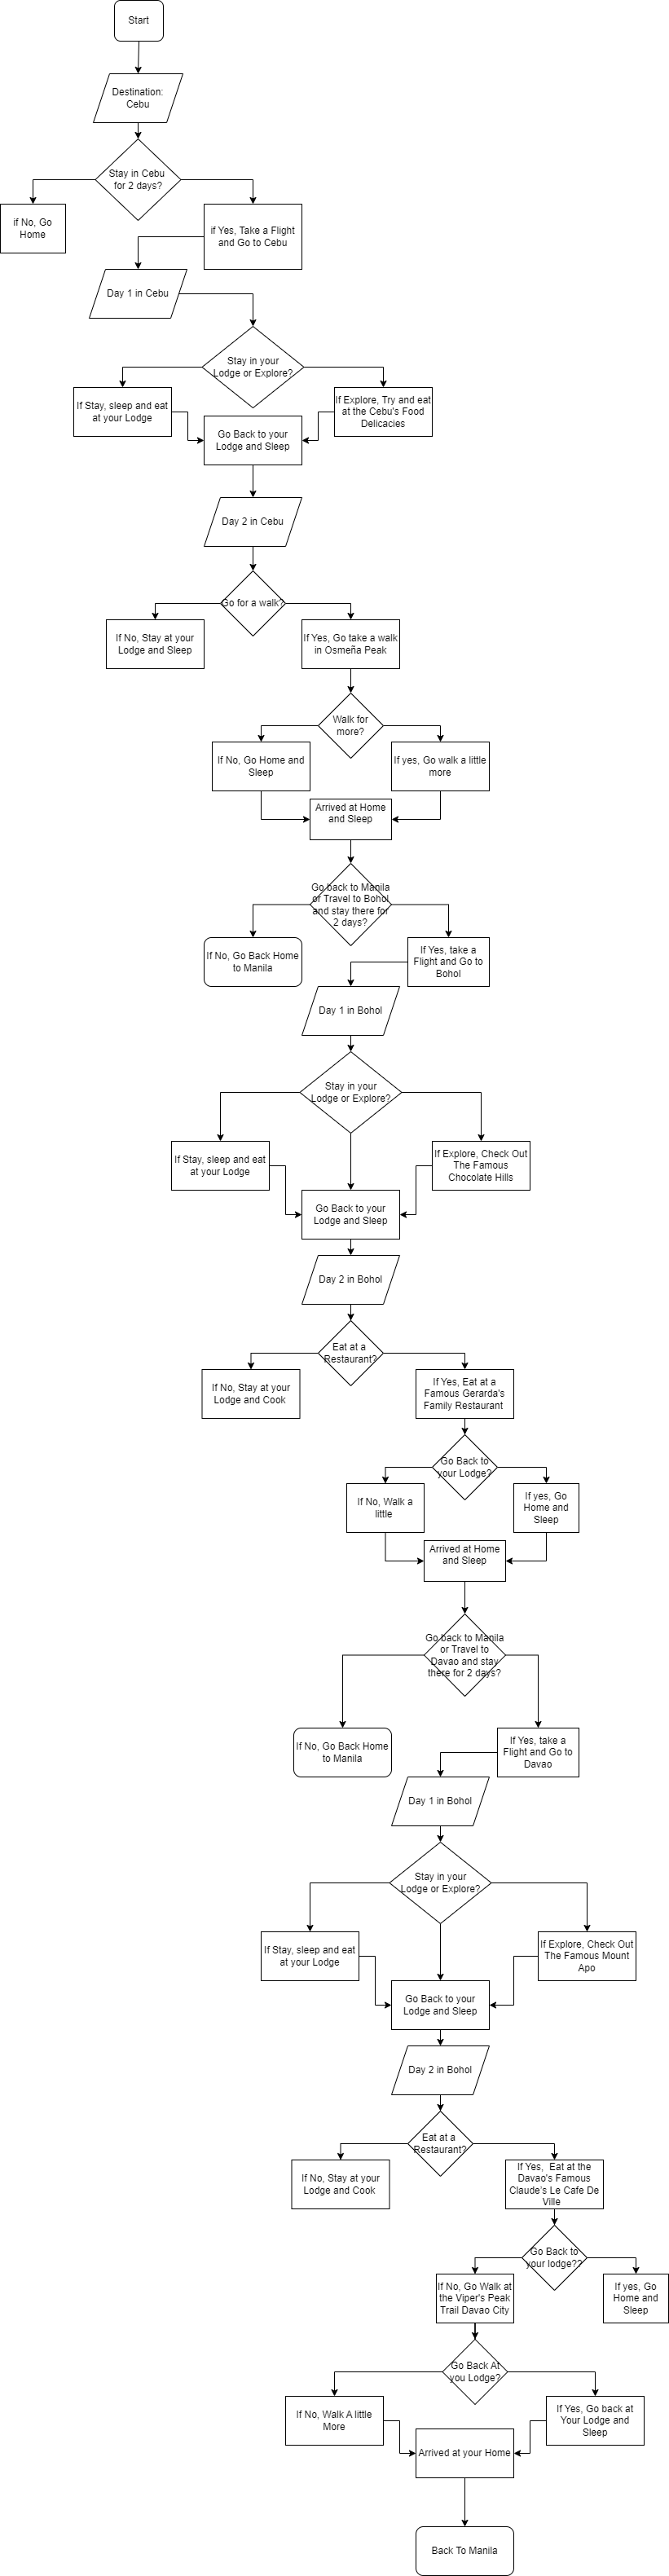 Start
Destination:
Cebu
Stay in Cebu
for 2 days?
if No, Go
Home
if Yes, Take a Flight
and Go to Cebu
Day 1 in Cebu
Stay in your
Lodge or Explore?
If Stay, sleep and eat
at your Lodge
If Explore, Try and eat
at the Cebu's Food
Delicacies
Go Back to your
Lodge and Sleep
Day 2 in Cebu
Go for a walk?
If No, Stay at your
Lodge and Sleep
If Yes, Go take a walk
in Osmeña Peak
Walk for
more?
If No, Go Home and
Sleep
If yes, Go walk a little
more
Arrived at Home
and Sleep
Go back to Manila
or Travel to Bohol
and stay there for
2 days?
If No, Go Back Home
to Manila
If Yes, take a
Flight and Go to
Bohol
Day 1 in Bohol
Stay in your
Lodge or Explore?
If Stay, sleep and eat
at your Lodge
If Explore, Check Out
The Famous
Chocolate Hills
Go Back to your
Lodge and Sleep
Day 2 in Bohol
Eat at a
Restaurant?
If No, Stay at your
Lodge and Cook
If Yes, Eat at a
Famous Gerarda's
Family Restaurant
Go Back to
your Lodge?
If No, Walk a
little
If yes, Go
Home and
Sleep
Arrived at Home
and Sleep
Go back to Manila
or Travel to
Davao and stay
there for 2 days?
If No, Go Back Home
to Manila
If Yes, take a
Flight and Go to
Davao
Day 1 in Bohol
Stay in your
Lodge or Explore?
If Stay, sleep and eat
at your Lodge
If Explore, Check Out
The Famous Mount
Apo
Go Back to your
Lodge and Sleep
Day 2 in Bohol
Eat at a
Restaurant?
If No, Stay at your
Lodge and Cook
If Yes, Eat at the
Davao's Famous
Claude's Le Cafe De
Ville
Go Back to
your lodge??
If No, Go Walk at
the Viper's Peak
Trail Davao City
If yes, Go
Home and
Sleep
Go Back At
you Lodge?
If No, Walk A little
More
If Yes, Go back at
Your Lodge and
Sleep
Arrived at your Home
Back To Manila